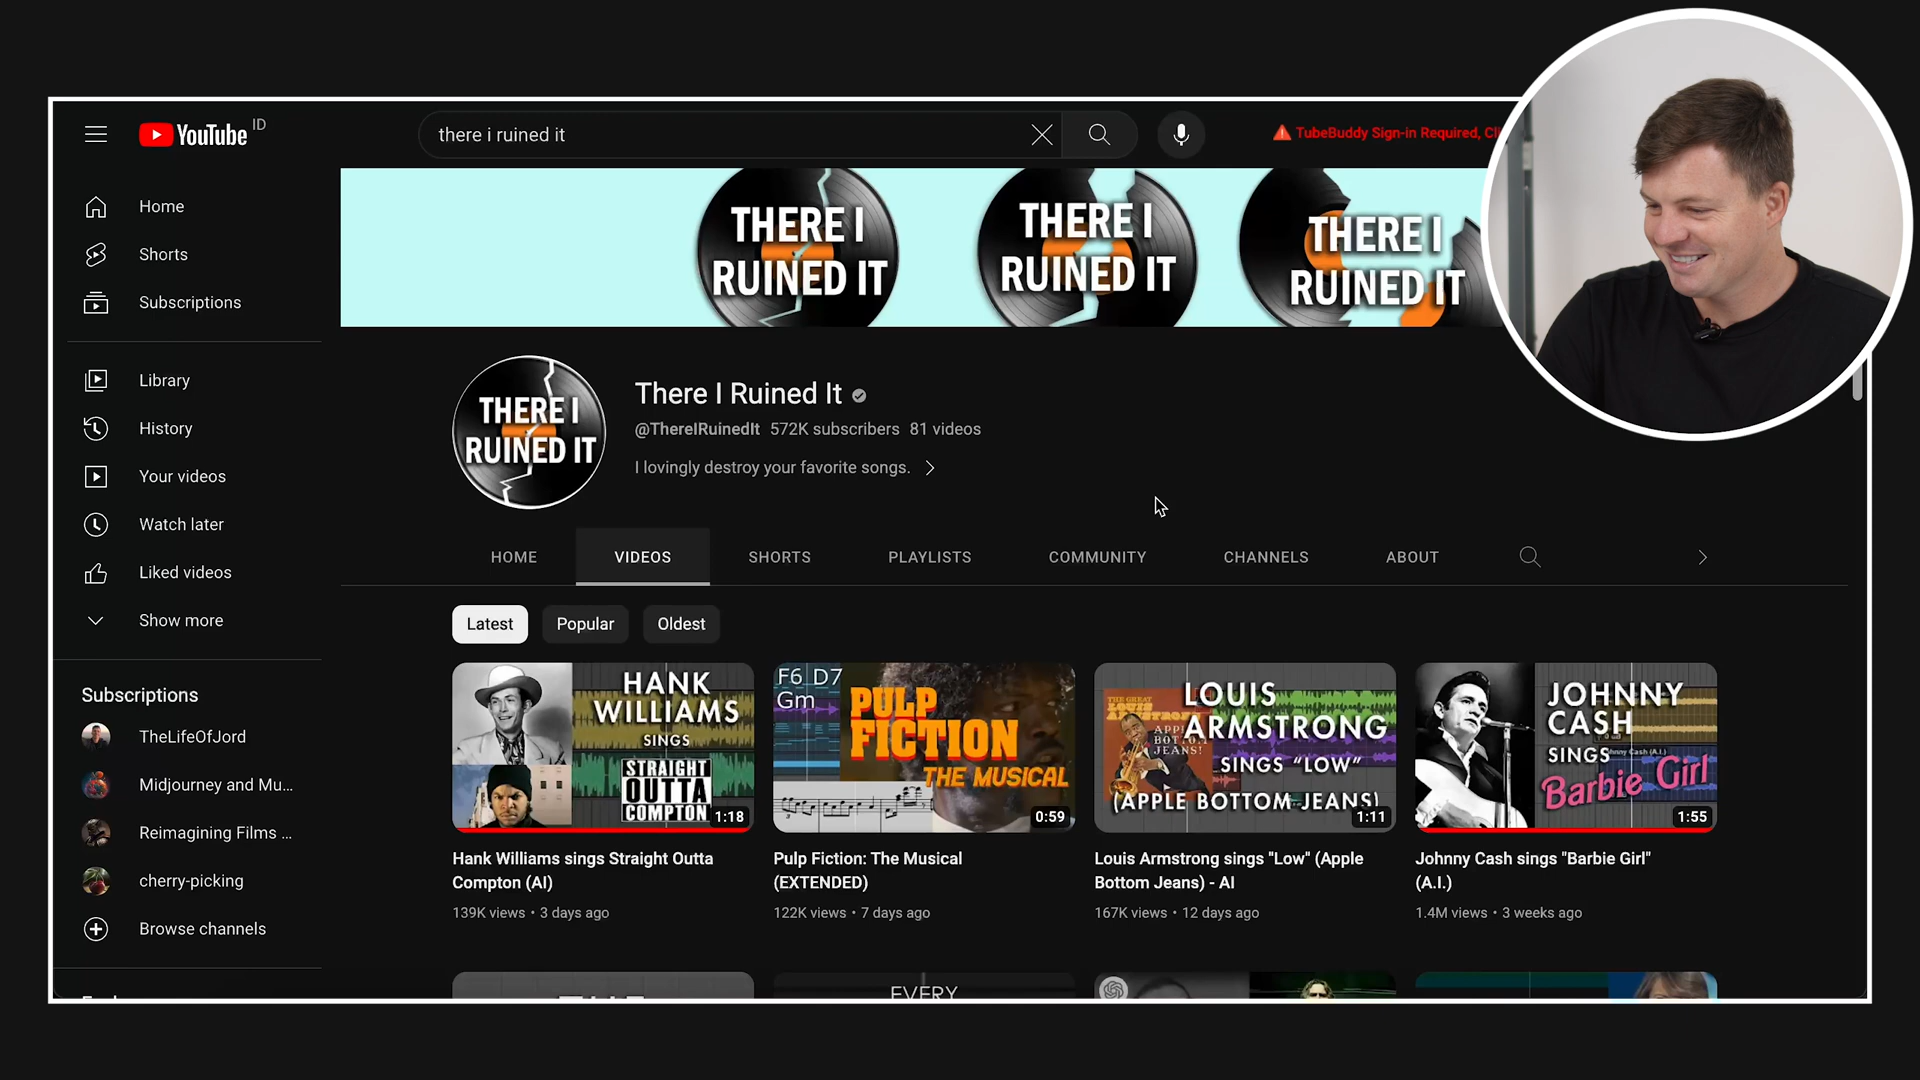 YouTube ID
there i ruined it
TubeBuddy Sign-in Required, Cli
Home
Shorts
Subscriptions
Library
History
Your videos
Watch later
Liked videos
Show more
Subscriptions
TheLifeOfJord
Midjourney and Mu...
Reimagining Films ...
cherry-picking
Browse channels
THERE I
RUINED IT
THERE I
RUINED IT
THERE I
RUINED IT
THERE I
RUINED IT
There I Ruined It
@ThereIRuinedIt 572K subscribers 81 videos
I lovingly destroy your favorite songs.
HOME
VIDEOS
SHORTS
PLAYLISTS
COMMUNITY
CHANNELS
ABOUT
Latest
Popular
Oldest
HANK
WILLIAMS
SINGS
STRAIGHT
OUTTA
COMPTON
1:18
Hank Williams sings Straight Outta
Compton (AI)
139K views • 3 days ago
F6 D7
Gm
PULP
FICTION
THE MUSICAL
0:59
Pulp Fiction: The Musical
(EXTENDED)
122K views • 7 days ago
LOUIS
ARMSTRONG
SINGS "LOW"
(APPLE BOTTOM JEANS)
1:11
Louis Armstrong sings "Low" (Apple
Bottom Jeans) - AI
167K views • 12 days ago
JOHNNY
CASH
SINGS
Barbie Girl
1:55
Johnny Cash sings "Barbie Girl"
(A.I.)
1.4M views • 3 weeks ago
EVERY